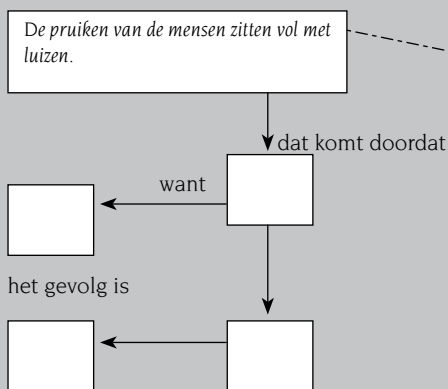 De pruiken van de mensen zitten vol met
luizen.
dat komt doordat
want
het gevolg is